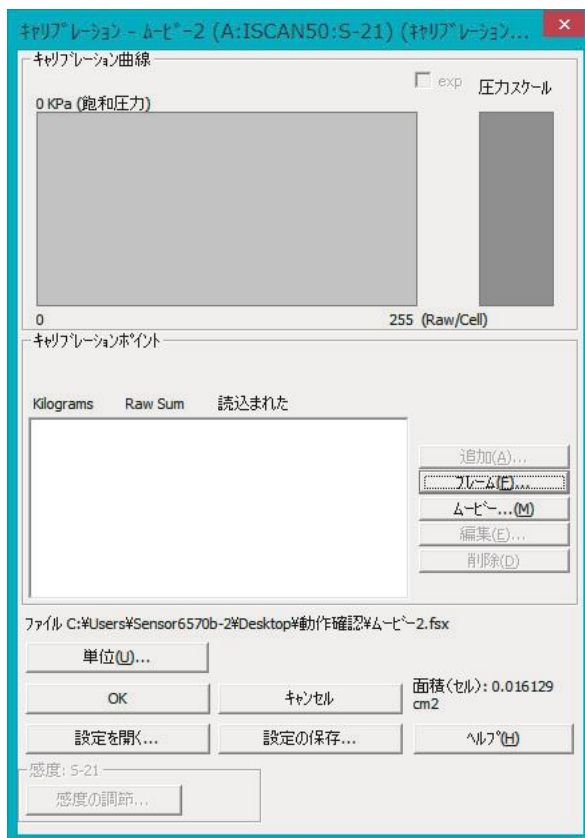 ｷｬﾘﾌﾞﾚｰｼｮﾝ - ﾑｰﾋﾞｰ2 (A:ISCAN50:S-21) (ｷｬﾘﾌﾞﾚｰｼｮﾝ...
キャリブレーション曲線
exp
圧力スケール
0 KPa (飽和圧力)
0
255 (Raw/Cell)
キャリブレーションポイント
Kilograms Raw Sum 読込まれた
追加(A)...
フレーム(F)...
ムービー...(M)
編集(E)...
削除(D)
ファイル C:¥Users¥Sensor6570b-2¥Desktop¥動作確認¥ムービー2.fsx
単位(U)...
OK
キャンセル
面積(セル): 0.016129
cm2
設定を開く...
設定の保存...
ヘルプ(H)
感度: S-21
感度の調節...